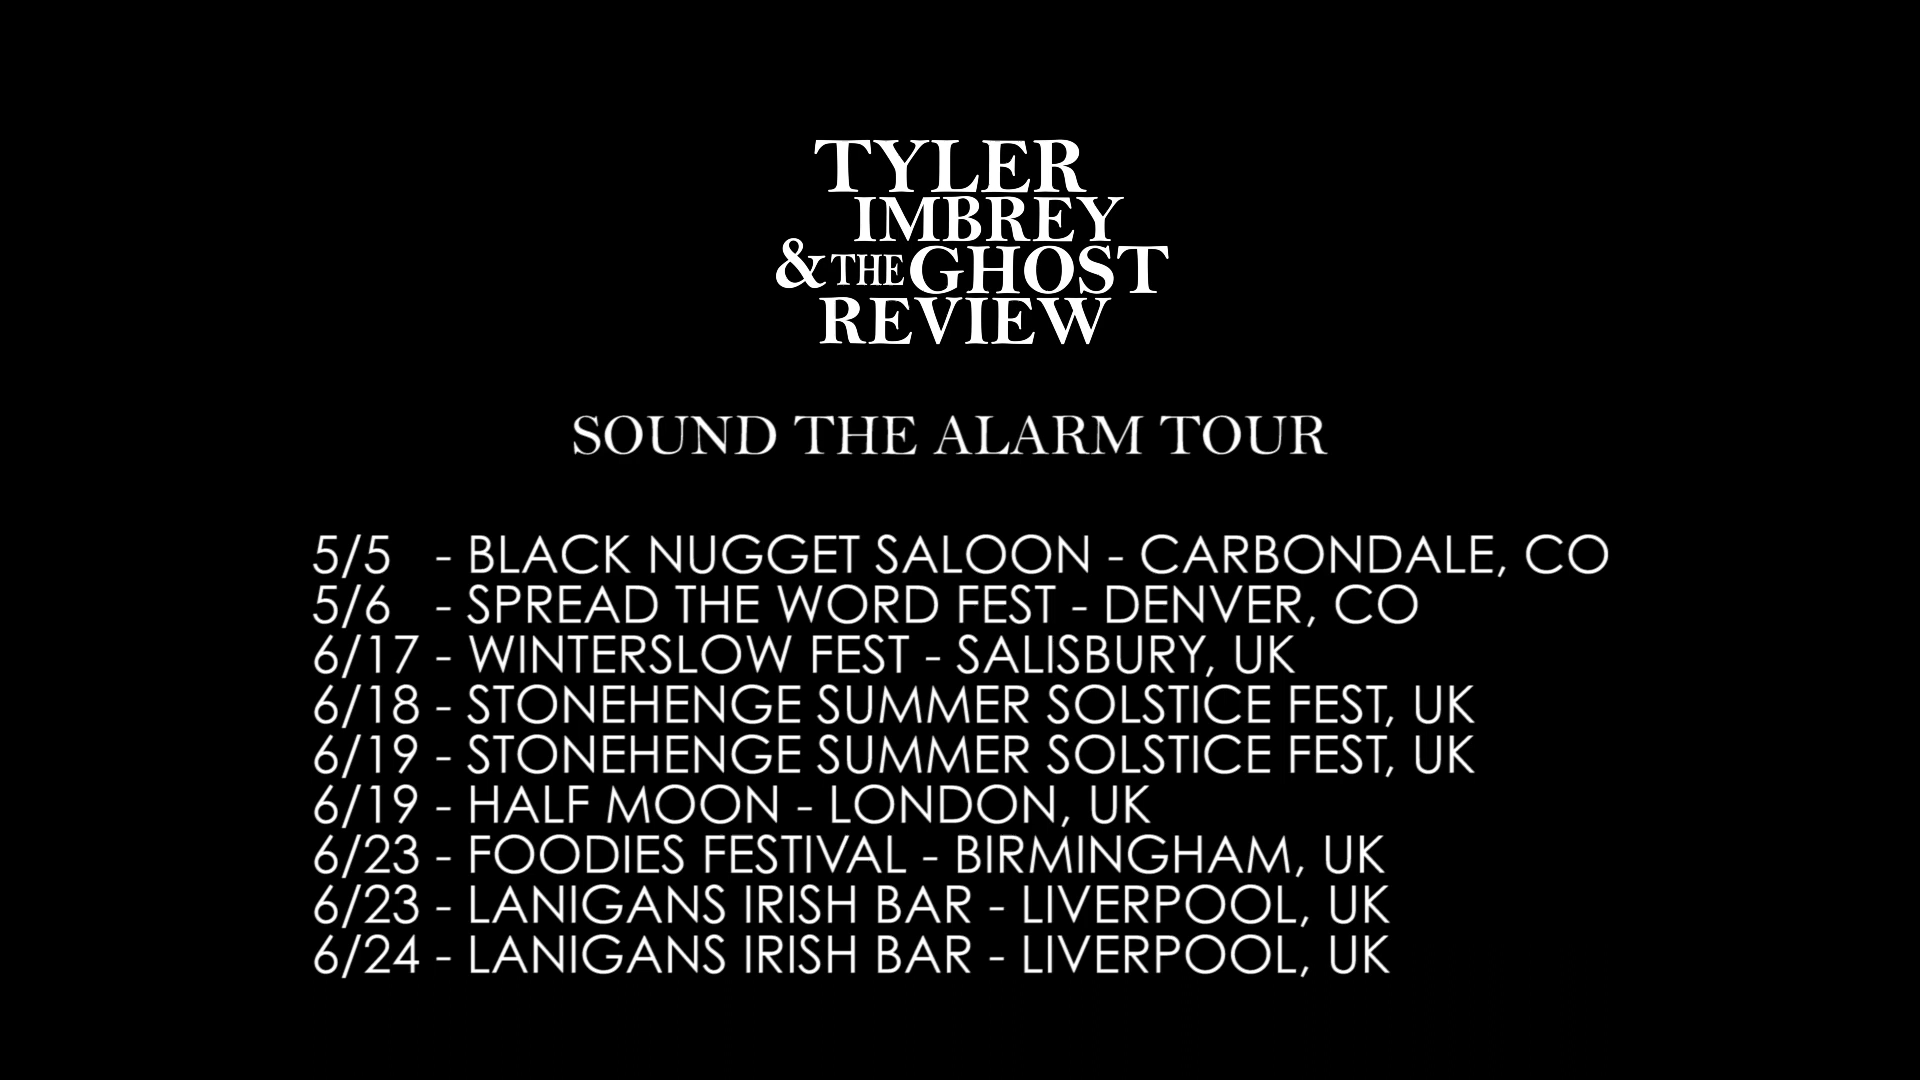 TYLER
IMBREY
& THE GHOST
REVIEW
SOUND THE ALARM TOUR
5/5 - BLACK NUGGET SALOON - CARBONDALE, CO
5/6 - SPREAD THE WORD FEST - DENVER, CO
6/17 - WINTERSLOW FEST - SALISBURY, UK
6/18 - STONEHENGE SUMMER SOLSTICE FEST, UK
6/19 - STONEHENGE SUMMER SOLSTICE FEST, UK
6/19 - HALF MOON - LONDON, UK
6/23 - FOODIES FESTIVAL - BIRMINGHAM, UK
6/23 - LANIGANS IRISH BAR - LIVERPOOL, UK
6/24 - LANIGANS IRISH BAR - LIVERPOOL, UK